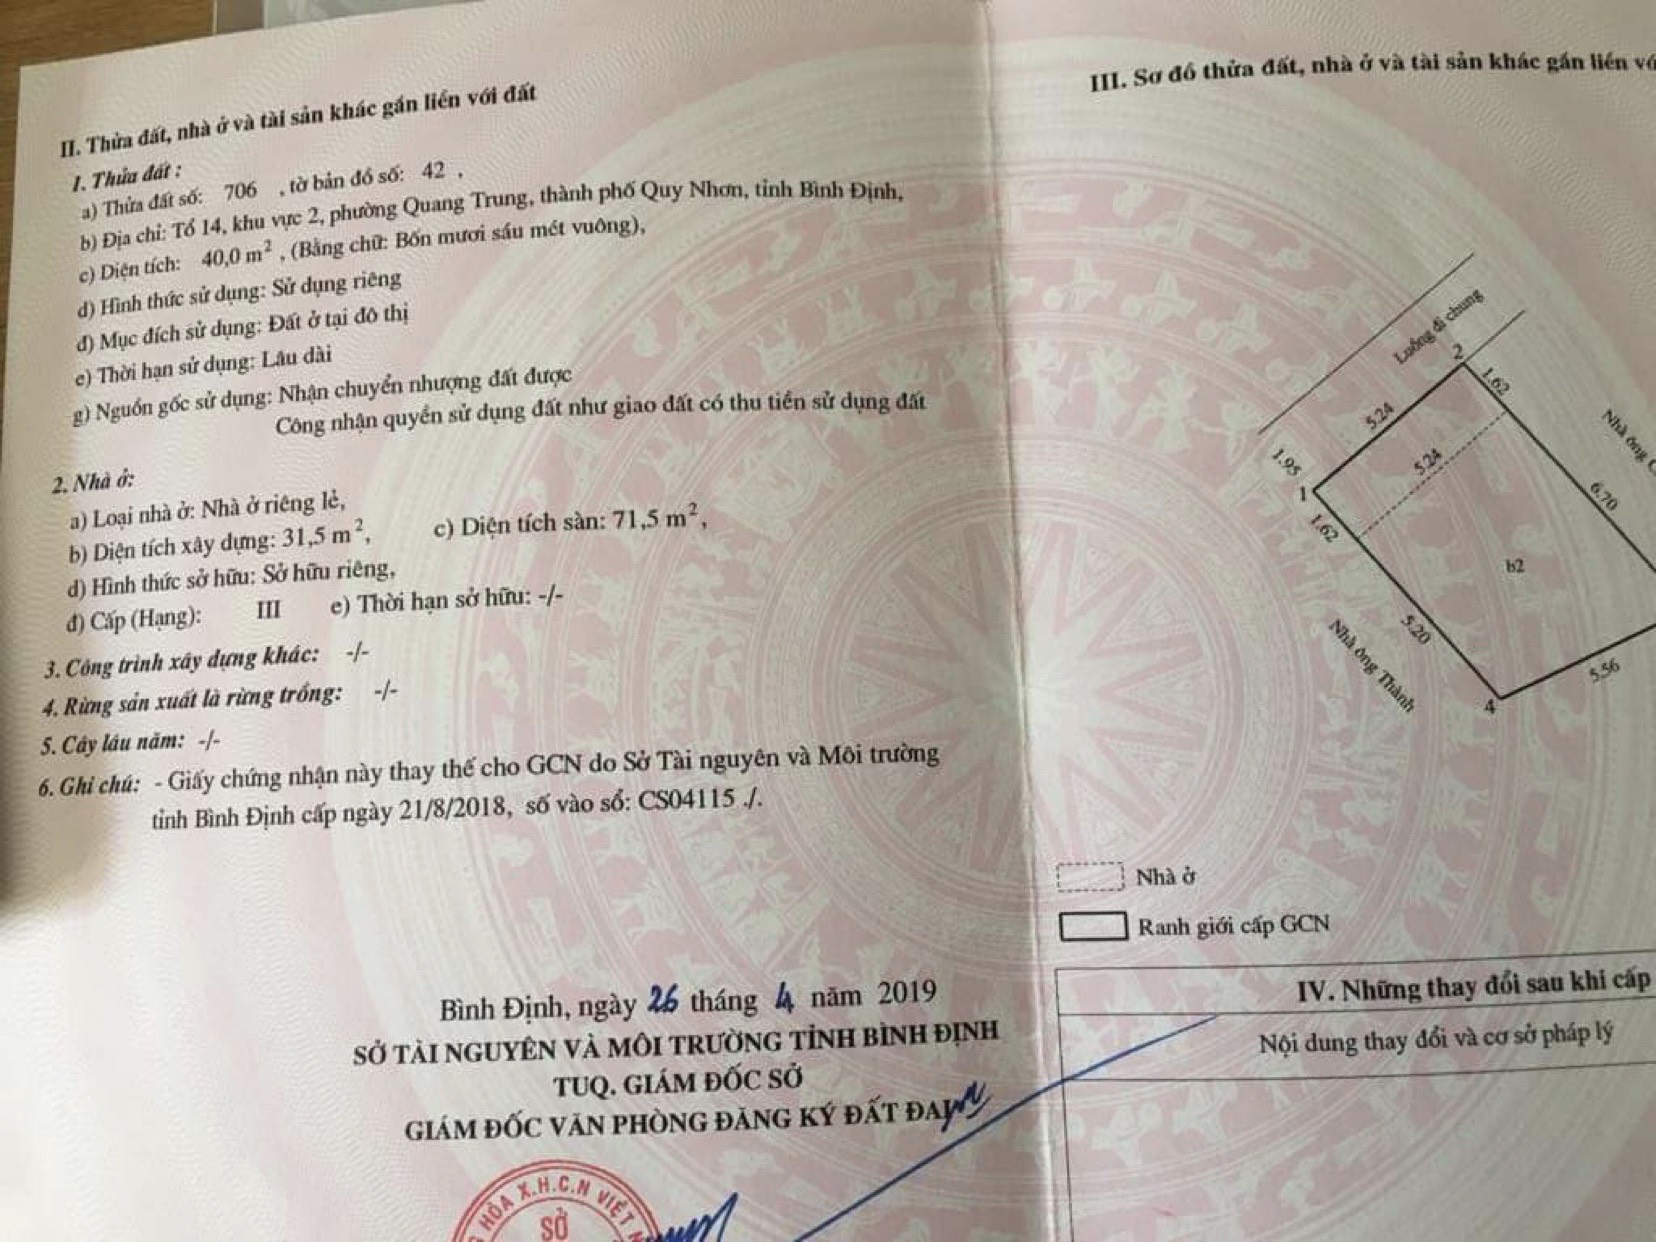 II. Thửa đất, nhà ở và tài sản khác gắn liền với đất
1. Thửa đất :
a) Thửa đất số: 706 , tờ bản đồ số: 42 ,
b) Địa chỉ: Tổ 14, khu vực 2, phường Quang Trung, thành phố Quy Nhơn, tỉnh Bình Định,
c) Diện tích: 40,0 m², (Bằng chữ: Bốn mươi sấu mét vuông),
d) Hình thức sử dụng: Sử dụng riêng
đ) Mục đích sử dụng: Đất ở tại đô thị
e) Thời hạn sử dụng: Lâu dài
g) Nguồn gốc sử dụng: Nhận chuyển nhượng đất được
Công nhận quyền sử dụng đất như giao đất có thu tiền sử dụng đất
2. Nhà ở:
a) Loại nhà ở: Nhà ở riêng lẻ,
b) Diện tích xây dựng: 31,5 m², c) Diện tích sàn: 71,5 m²,
d) Hình thức sở hữu: Sở hữu riêng,
đ) Cấp (Hạng): III e) Thời hạn sở hữu: -/-
3. Công trình xây dựng khác: -/-
4. Rừng sản xuất là rừng trồng: -/-
5. Cây lâu năm: -/-
6. Ghi chú: - Giấy chứng nhận này thay thế cho GCN do Sở Tài nguyên và Môi trường
tỉnh Bình Định cấp ngày 21/8/2018, số vào sổ: CS04115 ./.
Bình Định, ngày 26 tháng 4 năm 2019
SỞ TÀI NGUYÊN VÀ MÔI TRƯỜNG TỈNH BÌNH ĐỊNH
TUQ. GIÁM ĐỐC SỞ
GIÁM ĐỐC VĂN PHÒNG ĐĂNG KÝ ĐẤT ĐAI
HÒA X.H.C.N VIỆT
SỞ
III. Sơ đồ thửa đất, nhà ở và tài sản khác gắn liền
Luồng đi chung
2
1.62
5.24
5.24
1.95
1
1.62
Nhà ông
6.70
b2
5.20
Nhà ông Thành
5.56
4
Nhà ở
Ranh giới cấp GCN
IV. Những thay đổi sau khi cấp
Nội dung thay đổi và cơ sở pháp lý